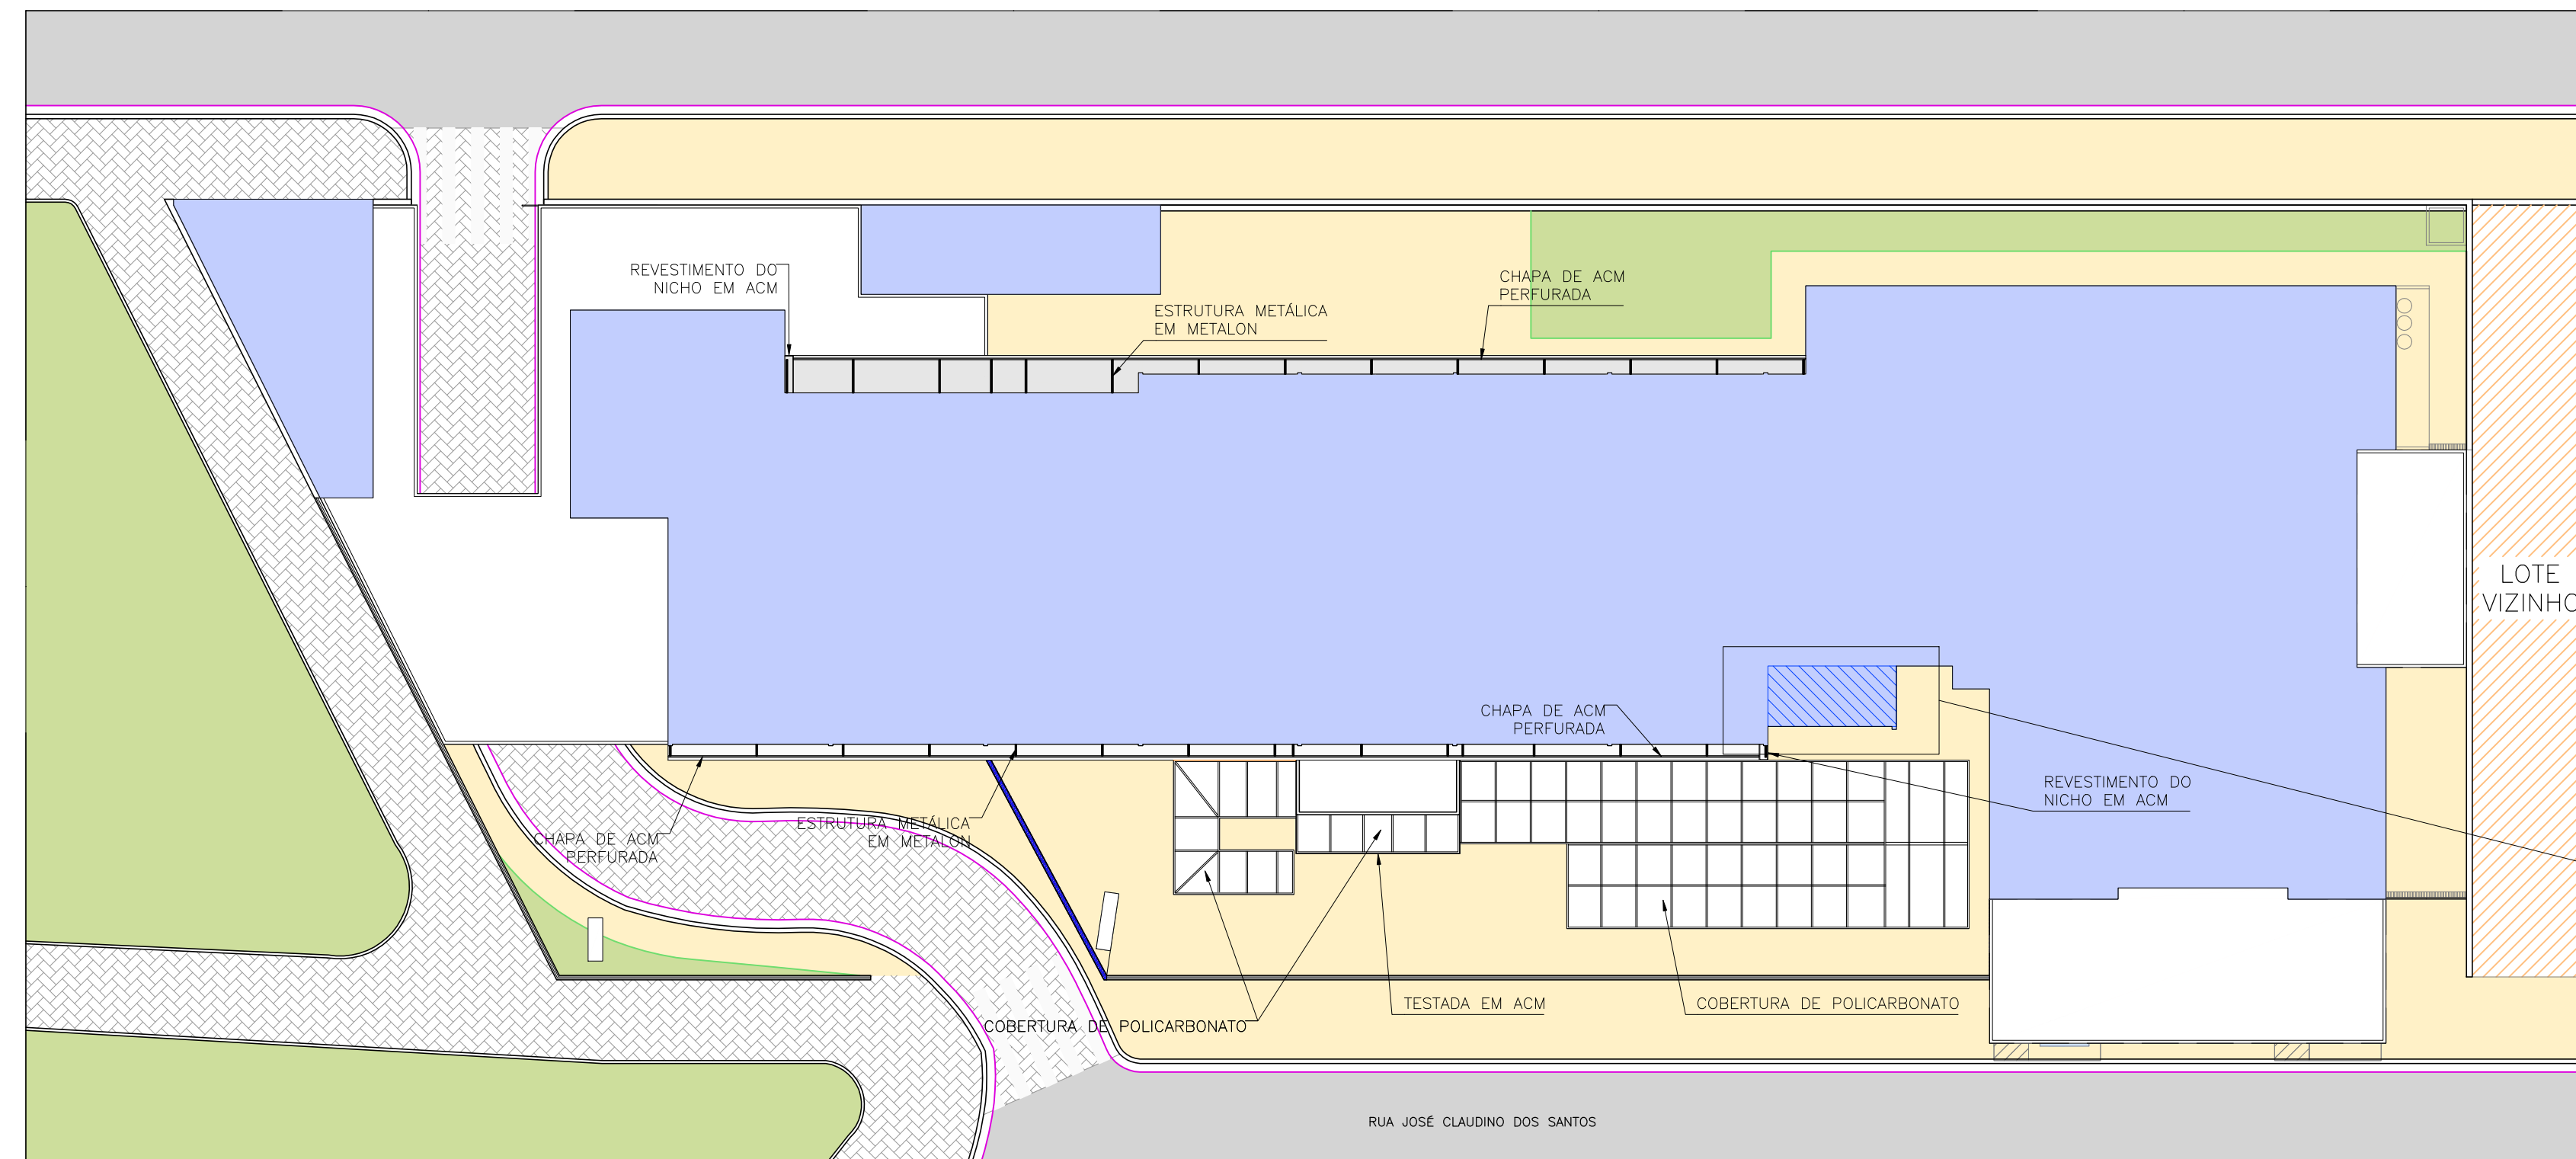 REVESTIMENTO DO
NICHO EM ACM
CHAPA DE ACM
PERFURADA
ESTRUTURA METÁLICA
EM METALON
LOTE
VIZINHO
CHAPA DE ACM
PERFURADA
REVESTIMENTO DO
NICHO EM ACM
ESTRUTURA METÁLICA
EM METALON
CHAPA DE ACM
PERFURADA
COBERTURA DE POLICARBONATO
TESTADA EM ACM
COBERTURA DE POLICARBONATO
RUA JOSÉ CLAUDINO DOS SANTOS